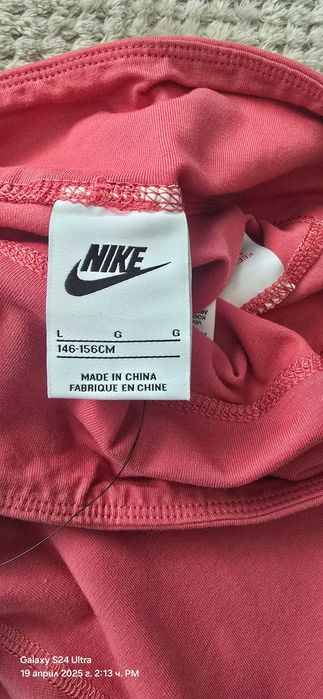 NIKE
L G G
146-156CM
MADE IN CHINA
FABRIQUE EN CHINE
Galaxy S24 Ultra
19 април 2025 г. 2:13 ч. PM